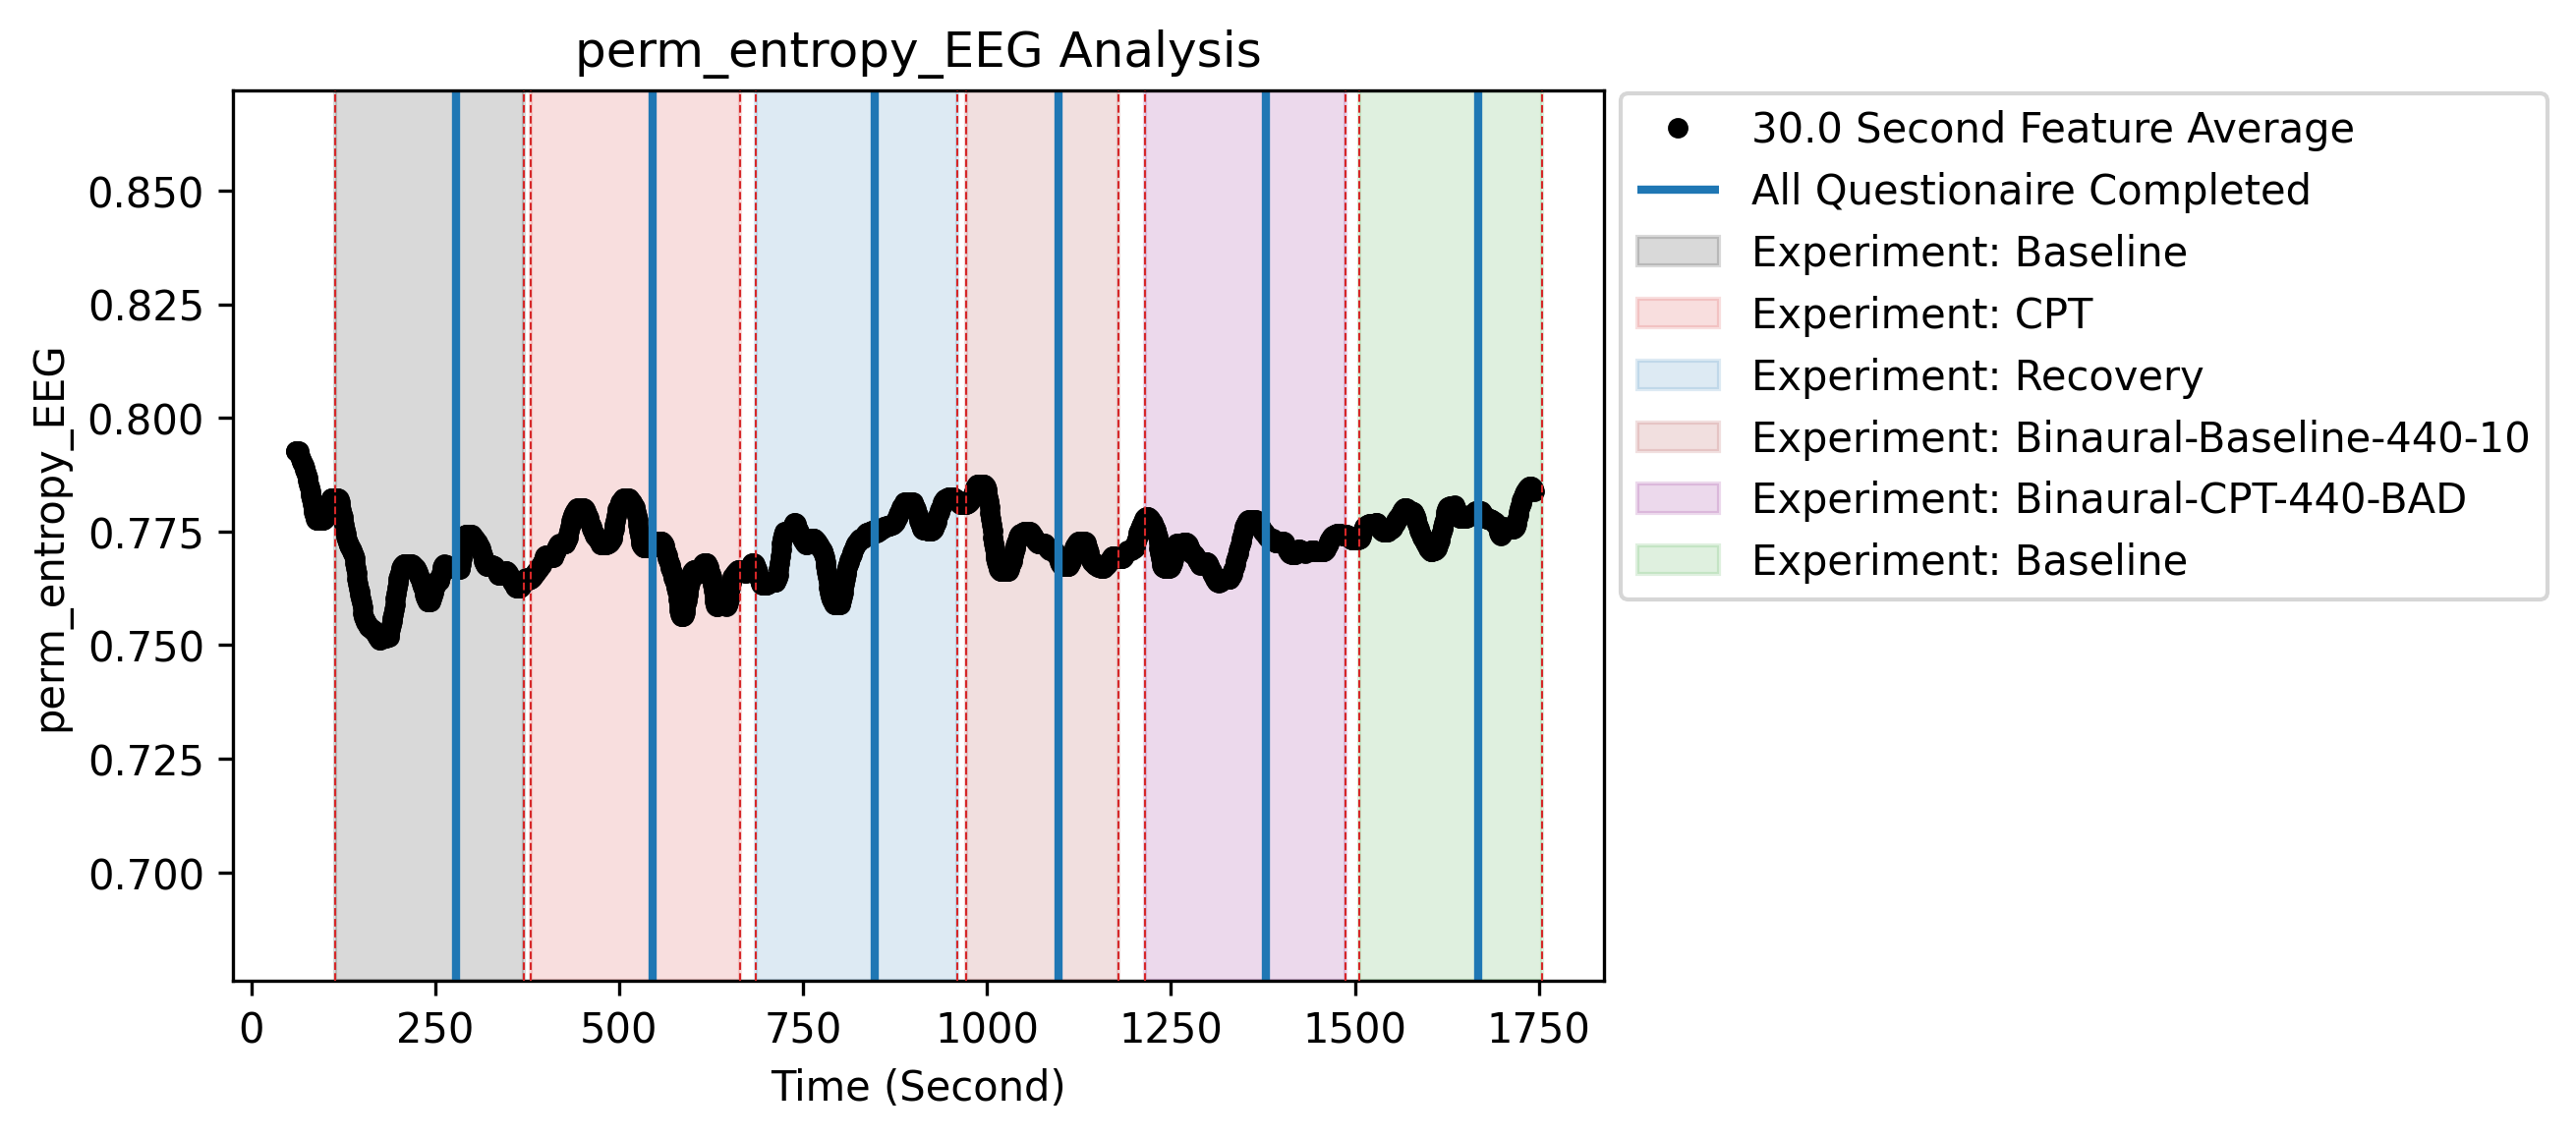 perm_entropy_EEG Analysis
30.0 Second Feature Average
All Questionaire Completed
Experiment: Baseline
Experiment: CPT
Experiment: Recovery
Experiment: Binaural-Baseline-440-10
Experiment: Binaural-CPT-440-BAD
Experiment: Baseline
perm_entropy_EEG
0.850
0.825
0.800
0.775
0.750
0.725
0.700
0 250 500 750 1000 1250 1500 1750
Time (Second)